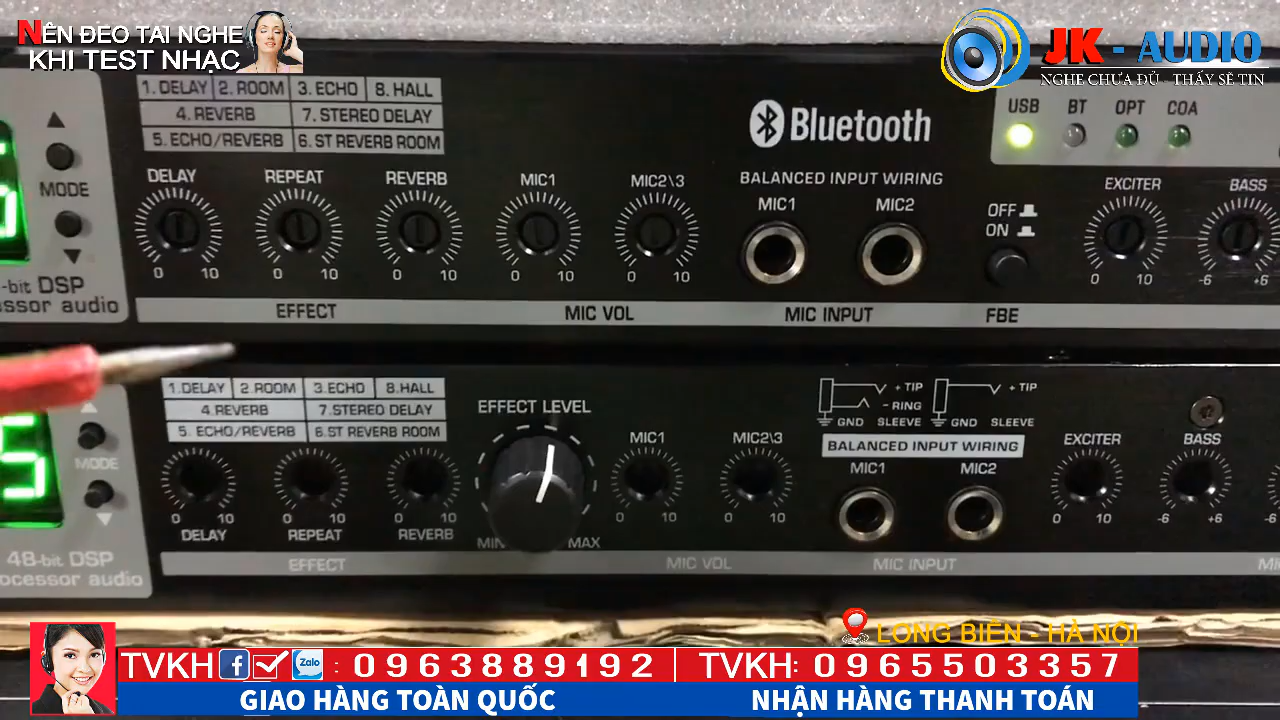 NÊN ĐEO TAI NGHE
KHI TEST NHẠC
JK - AUDIO
NGHE CHƯA ĐỦ - THẤY SẼ TIN
1. DELAY 2. ROOM 3. ECHO 8. HALL
4. REVERB 7. STEREO DELAY
5. ECHO/REVERB 6. ST REVERB ROOM
Bluetooth
USB BT OPT COA
MODE
DELAY REPEAT REVERB MIC1 MIC2\3
BALANCED INPUT WIRING
MIC1 MIC2
OFF
ON
EXCITER BASS
0 10 0 10 0 10 0 10 0 10 0 10 -6 +6
-bit DSP
ssor audio
EFFECT MIC VOL MIC INPUT FBE
1.DELAY 2.ROOM 3.ECHO 8.HALL
4.REVERB 7.STEREO DELAY
5. ECHO/REVERB 6.ST REVERB ROOM
EFFECT LEVEL
+ TIP + TIP
- RING
GND SLEEVE GND SLEEVE
BALANCED INPUT WIRING
MIC1 MIC2\3 MIC1 MIC2 EXCITER BASS
5
MODE
0 10 0 10 0 10 0 10 0 10 0 10 -6 +6 -6
DELAY REPEAT REVERB MIN MAX
48-bit DSP
ocessor audio
EFFECT MIC VOL MIC INPUT
LONG BIÊN - HÀ NỘI
TVKH f Zalo : 0963889192 | TVKH: 0965503357
GIAO HÀNG TOÀN QUỐC NHẬN HÀNG THANH TOÁN